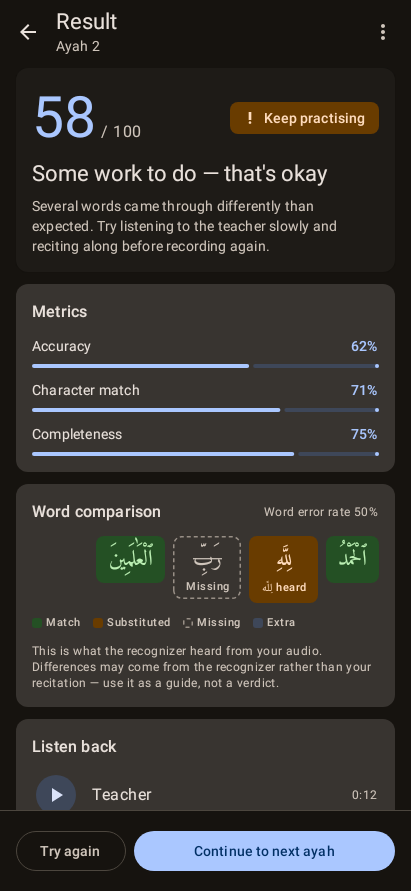 Result
Ayah 2
58 / 100
! Keep practising
Some work to do — that's okay
Several words came through differently than
expected. Try listening to the teacher slowly and
reciting along before recording again.
Metrics
Accuracy 62%
Character match 71%
Completeness 75%
Word comparison Word error rate 50%
ٱلْحَمْدُ لِلَّهِ رَبِّ ٱلْعَٰلَمِينَ
لله heard Missing
Match Substituted Missing Extra
This is what the recognizer heard from your audio.
Differences may come from the recognizer rather than your
recitation — use it as a guide, not a verdict.
Listen back
Teacher 0:12
Try again Continue to next ayah